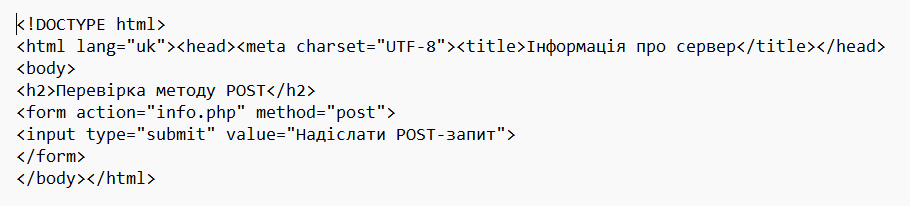 <!DOCTYPE html>
<html lang="uk"><head><meta charset="UTF-8"><title>Інформація про сервер</title></head>
<body>
<h2>Перевірка методу POST</h2>
<form action="info.php" method="post">
<input type="submit" value="Надіслати POST-запит">
</form>
</body></html>